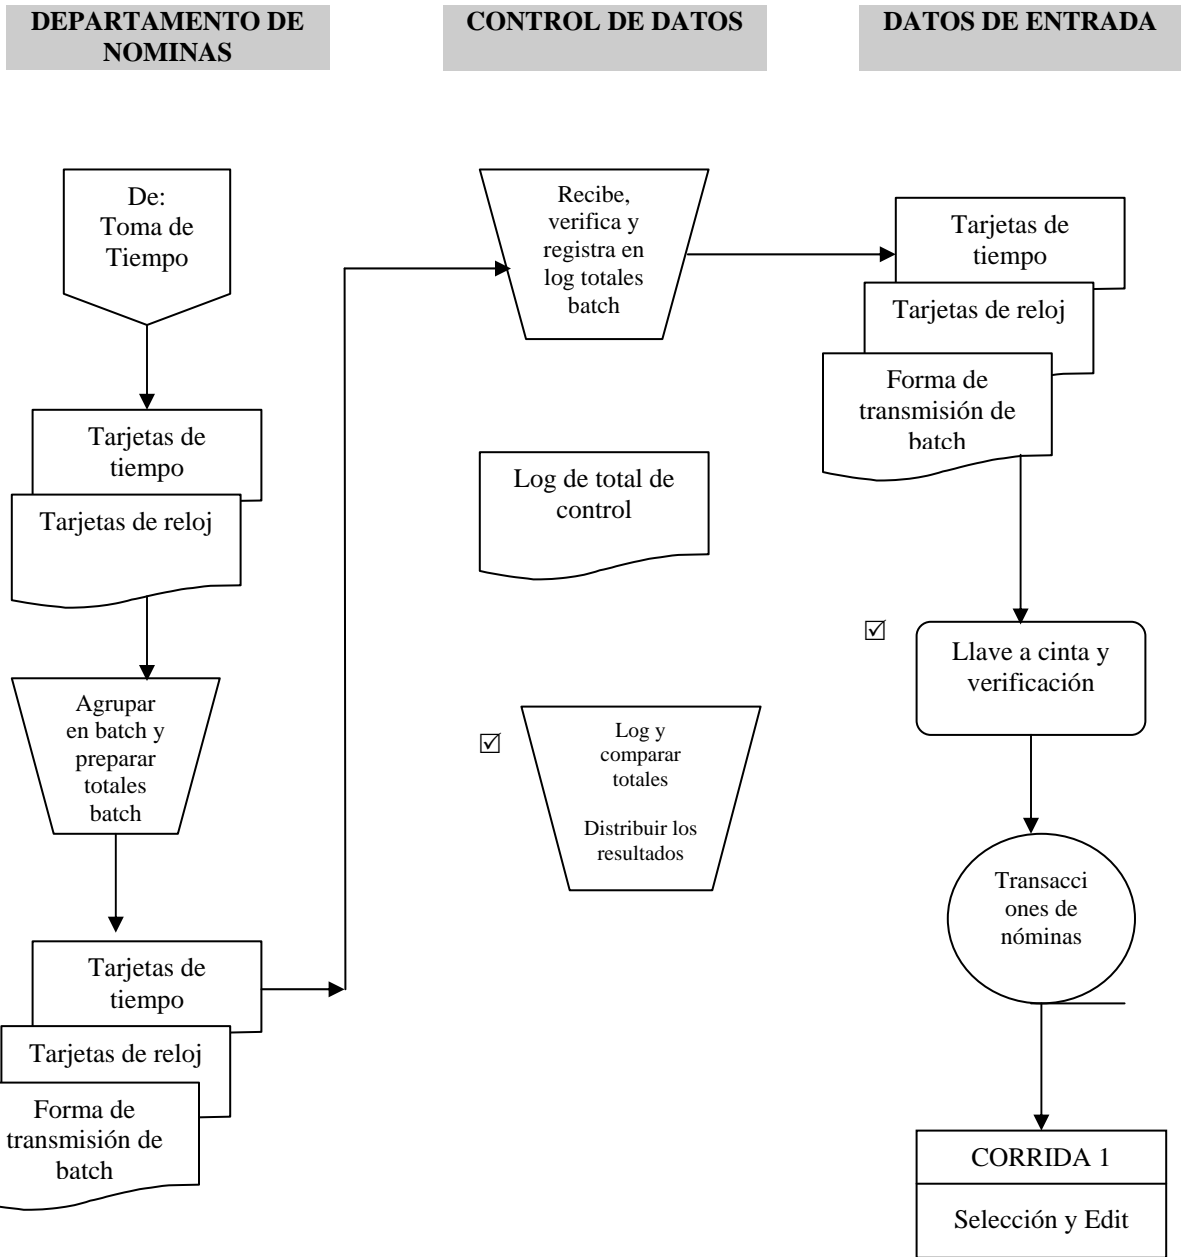 DEPARTAMENTO DE
NOMINAS
CONTROL DE DATOS
DATOS DE ENTRADA
De:
Toma de
Tiempo
Tarjetas de
tiempo
Tarjetas de reloj
Agrupar
en batch y
preparar
totales
batch
Tarjetas de
tiempo
Tarjetas de reloj
Forma de
transmisión de
batch
Recibe,
verifica y
registra en
log totales
batch
Log de total de
control
Log y
comparar
totales
Distribuir los
resultados
Tarjetas de
tiempo
Tarjetas de reloj
Forma de
transmisión de
batch
Llave a cinta y
verificación
Transacci
ones de
nóminas
CORRIDA 1
Selección y Edit